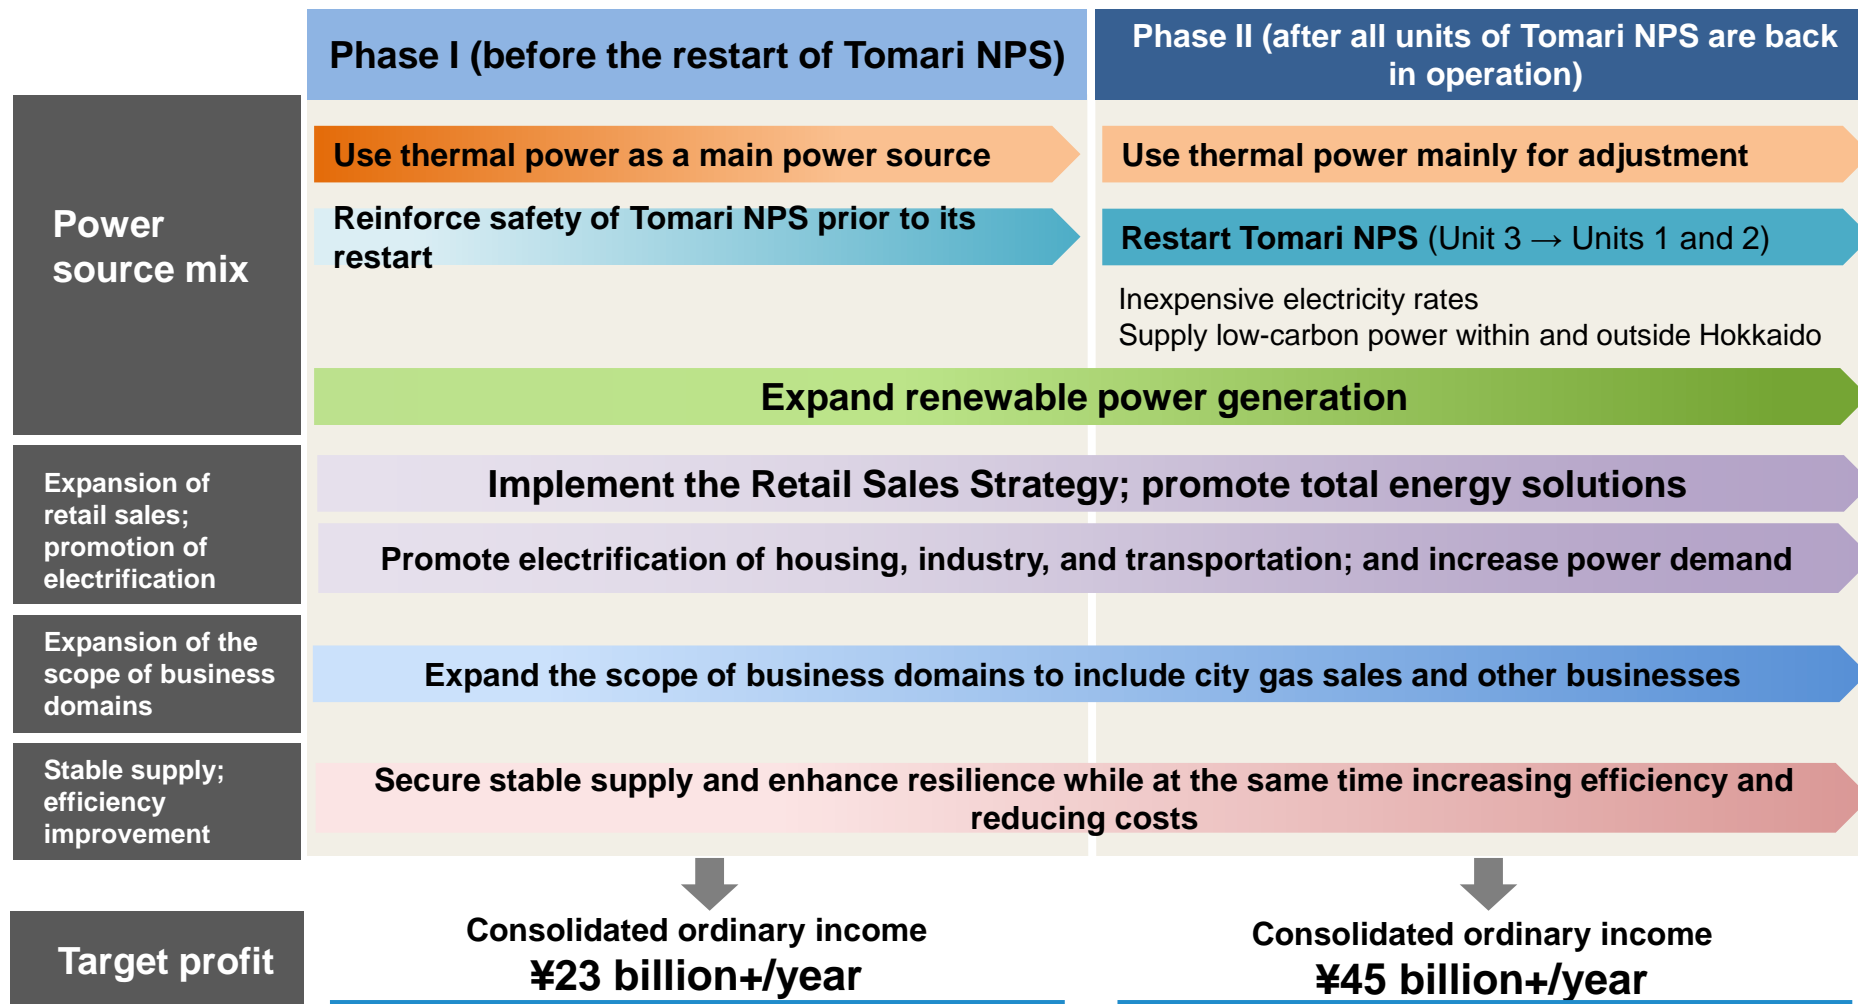 Phase I (before the restart of Tomari NPS)
Phase II (after all units of Tomari NPS are back
in operation)
Power
source mix
Use thermal power as a main power source
Use thermal power mainly for adjustment
Reinforce safety of Tomari NPS prior to its
restart
Restart Tomari NPS (Unit 3 → Units 1 and 2)
Inexpensive electricity rates
Supply low-carbon power within and outside Hokkaido
Expand renewable power generation
Expansion of
retail sales;
promotion of
electrification
Implement the Retail Sales Strategy; promote total energy solutions
Promote electrification of housing, industry, and transportation; and increase power demand
Expansion of the
scope of business
domains
Expand the scope of business domains to include city gas sales and other businesses
Stable supply;
efficiency
improvement
Secure stable supply and enhance resilience while at the same time increasing efficiency and
reducing costs
Target profit
Consolidated ordinary income
¥23 billion+/year
Consolidated ordinary income
¥45 billion+/year